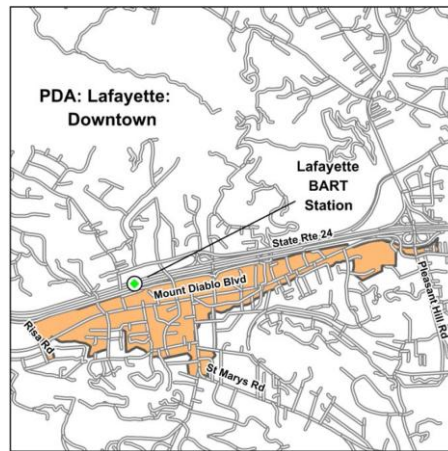 PDA: Lafayette:
Downtown
Lafayette
BART
Station
State Rte 24
Mount Diablo Blvd
Risa Rd
Pleasant Hill Rd
St Marys Rd